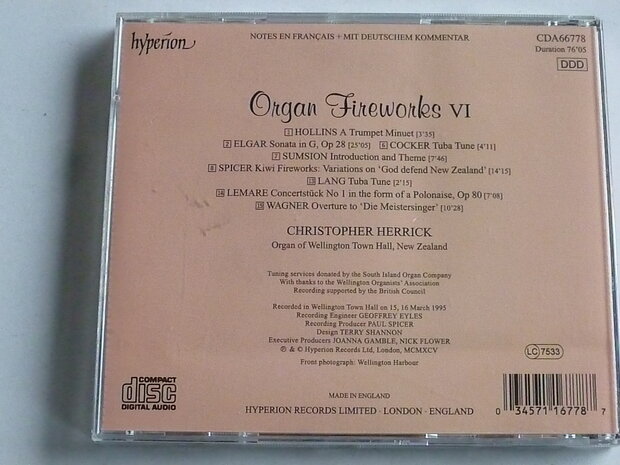 hyperion
NOTES EN FRANÇAIS + MIT DEUTSCHEM KOMMENTAR
CDA66778
Duration 76'05
DDD
Organ Fireworks VI
1 HOLLINS A Trumpet Minuet [3'35]
2 ELGAR Sonata in G, Op 28 [25'05] 6 COCKER Tuba Tune [4'11]
7 SUMSION Introduction and Theme [7'46]
8 SPICER Kiwi Fireworks: Variations on ‘God defend New Zealand’ [14'15]
13 LANG Tuba Tune [2'15]
14 LEMARE Concertstück No 1 in the form of a Polonaise, Op 80 [7'08]
15 WAGNER Overture to ‘Die Meistersinger’ [10'28]
CHRISTOPHER HERRICK
Organ of Wellington Town Hall, New Zealand
Tuning services donated by the South Island Organ Company
With thanks to the Wellington Organists' Association
Recording supported by the British Council
Recorded in Wellington Town Hall on 15, 16 March 1995
Recording Engineer GEOFFREY EYLES
Recording Producer PAUL SPICER
Design TERRY SHANNON
Executive Producers JOANNA GAMBLE, NICK FLOWER
℗ & © Hyperion Records Ltd, London, MCMXCV
Front photograph: Wellington Harbour
LC 7533
COMPACT
disc
DIGITAL AUDIO
MADE IN ENGLAND
HYPERION RECORDS LIMITED · LONDON · ENGLAND
0 34571 16778 7